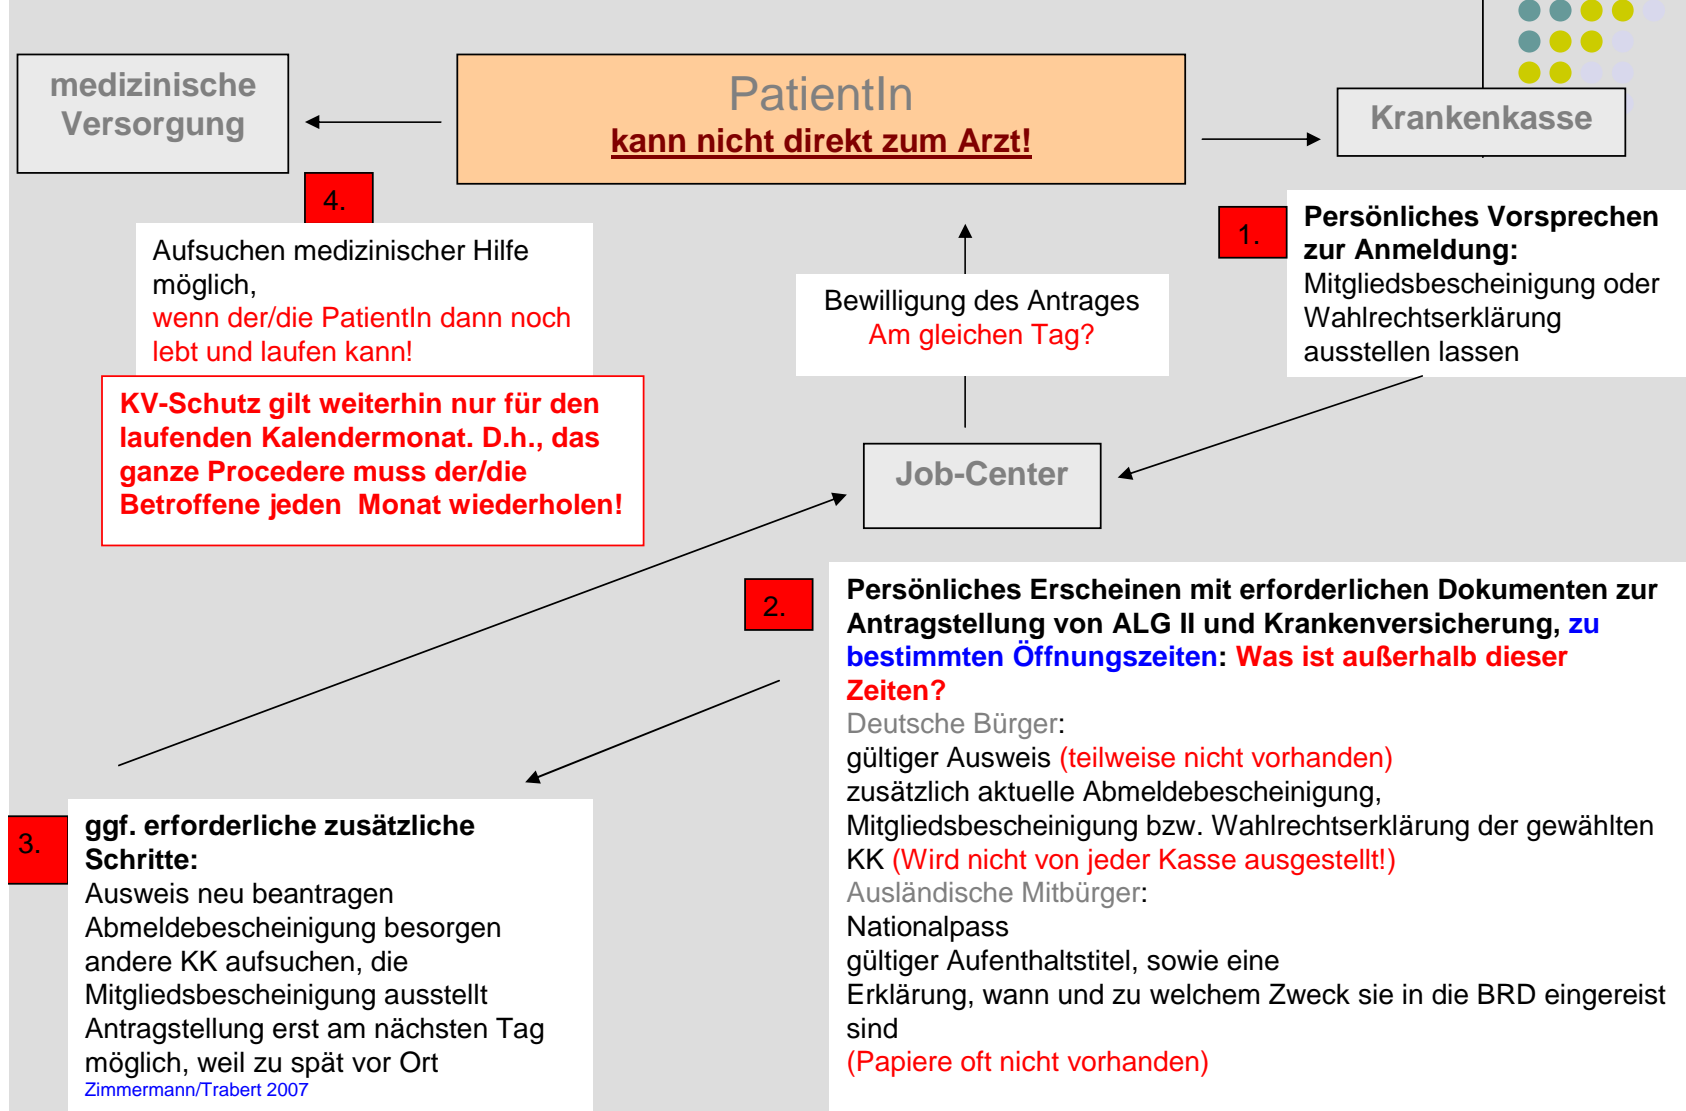 medizinische
Versorgung
PatientIn
kann nicht direkt zum Arzt!
Krankenkasse
1.
Persönliches Vorsprechen
zur Anmeldung:
Mitgliedsbescheinigung oder
Wahlrechtserklärung
ausstellen lassen
4.
Aufsuchen medizinischer Hilfe
möglich,
wenn der/die PatientIn dann noch
lebt und laufen kann!
Bewilligung des Antrages
Am gleichen Tag?
KV-Schutz gilt weiterhin nur für den
laufenden Kalendermonat. D.h., das
ganze Procedere muss der/die
Betroffene jeden Monat wiederholen!
Job-Center
2.
Persönliches Erscheinen mit erforderlichen Dokumenten zur
Antragstellung von ALG II und Krankenversicherung, zu
bestimmten Öffnungszeiten: Was ist außerhalb dieser
Zeiten?
Deutsche Bürger:
gültiger Ausweis (teilweise nicht vorhanden)
zusätzlich aktuelle Abmeldebescheinigung,
Mitgliedsbescheinigung bzw. Wahlrechtserklärung der gewählten
KK (Wird nicht von jeder Kasse ausgestellt!)
Ausländische Mitbürger:
Nationalpass
gültiger Aufenthaltstitel, sowie eine
Erklärung, wann und zu welchem Zweck sie in die BRD eingereist
sind
(Papiere oft nicht vorhanden)
3.
ggf. erforderliche zusätzliche
Schritte:
Ausweis neu beantragen
Abmeldebescheinigung besorgen
andere KK aufsuchen, die
Mitgliedsbescheinigung ausstellt
Antragstellung erst am nächsten Tag
möglich, weil zu spät vor Ort
Zimmermann/Trabert 2007